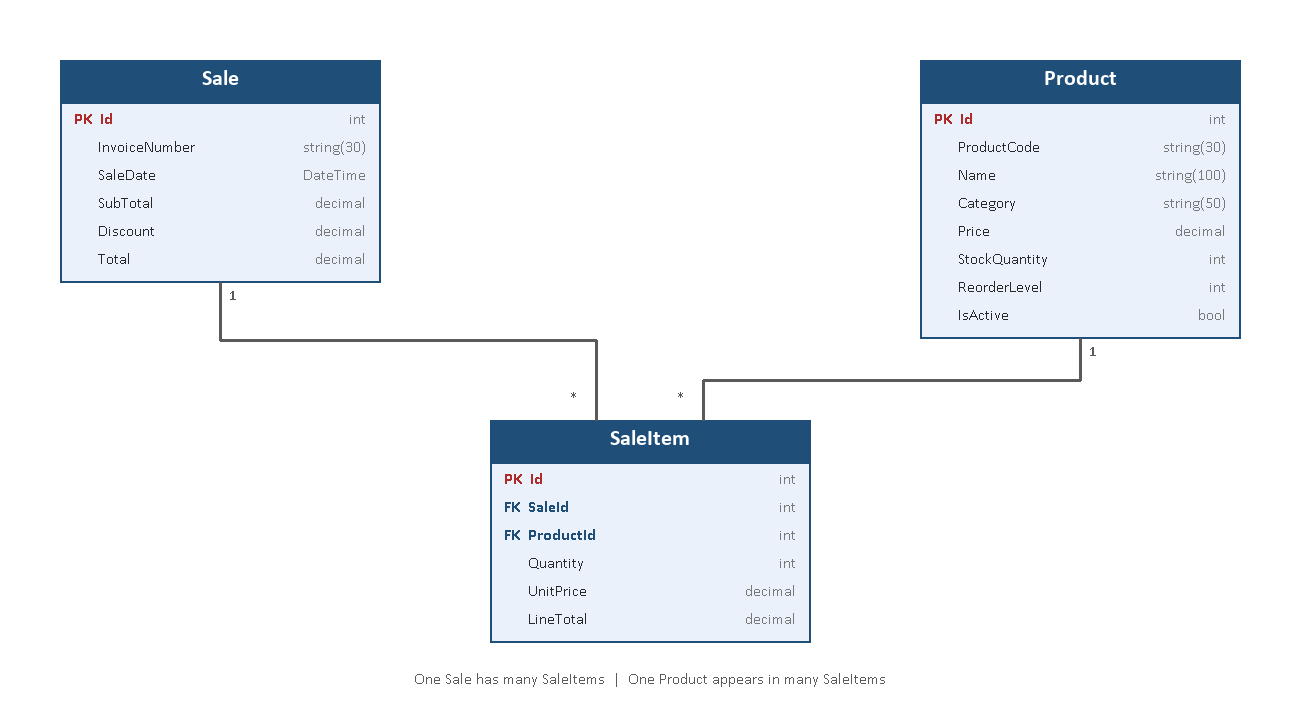 Sale
PK Id int
InvoiceNumber string(30)
SaleDate DateTime
SubTotal decimal
Discount decimal
Total decimal
1
Product
PK Id int
ProductCode string(30)
Name string(100)
Category string(50)
Price decimal
StockQuantity int
ReorderLevel int
IsActive bool
1
*
*
SaleItem
PK Id int
FK SaleId int
FK ProductId int
Quantity int
UnitPrice decimal
LineTotal decimal
One Sale has many SaleItems | One Product appears in many SaleItems